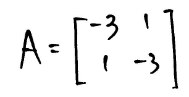 A = [-3 1
1 -3]